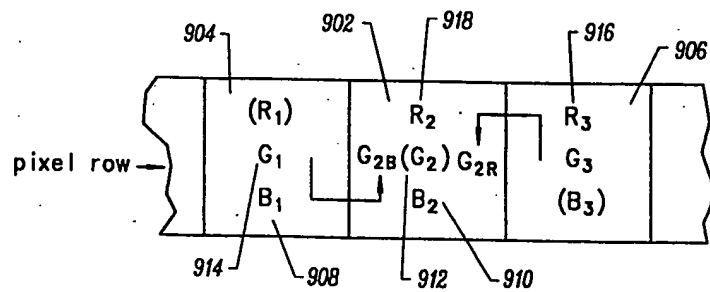 904 902 918 916 906
(R₁) R₂ R₃
pixel row G₁ G₂B(G₂) G₂R G₃
B₁ B₂ (B₃)
914 908 912 910